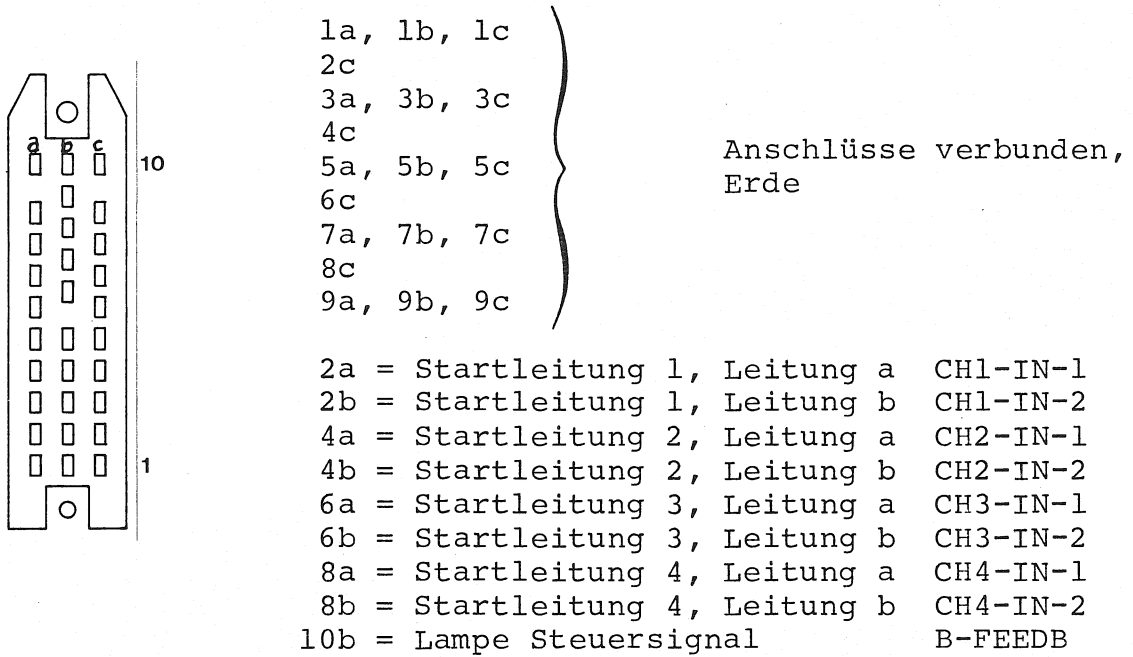 a b c
10
1
1a, 1b, 1c
2c
3a, 3b, 3c
4c
5a, 5b, 5c
6c
7a, 7b, 7c
8c
9a, 9b, 9c
Anschlüsse verbunden,
Erde
2a = Startleitung 1, Leitung a CH1-IN-1
2b = Startleitung 1, Leitung b CH1-IN-2
4a = Startleitung 2, Leitung a CH2-IN-1
4b = Startleitung 2, Leitung b CH2-IN-2
6a = Startleitung 3, Leitung a CH3-IN-1
6b = Startleitung 3, Leitung b CH3-IN-2
8a = Startleitung 4, Leitung a CH4-IN-1
8b = Startleitung 4, Leitung b CH4-IN-2
10b = Lampe Steuersignal B-FEEDB